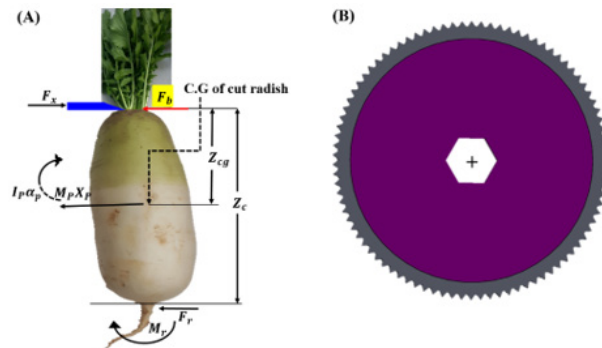 (A)
(B)
F_x
F_b
C.G of cut radish
Z_cg
Z_c
I_P α_p
M_P X_P
F_r
M_r